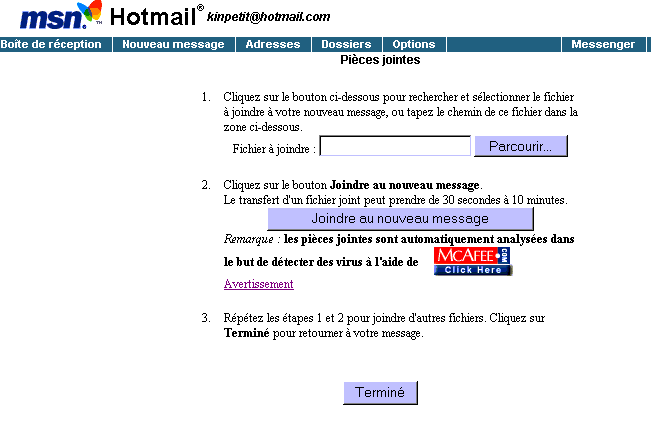 msn Hotmail® kinpetit@hotmail.com
Boîte de réception Nouveau message Adresses Dossiers Options Messenger
Pièces jointes
1. Cliquez sur le bouton ci-dessous pour rechercher et sélectionner le fichier
à joindre à votre nouveau message, ou tapez le chemin de ce fichier dans la
zone ci-dessous.
Fichier à joindre : Parcourir...
2. Cliquez sur le bouton Joindre au nouveau message.
Le transfert d'un fichier joint peut prendre de 30 secondes à 10 minutes.
Joindre au nouveau message
Remarque : les pièces jointes sont automatiquement analysées dans
le but de détecter des virus à l'aide de McAFEE.COM
Click Here
Avertissement
3. Répétez les étapes 1 et 2 pour joindre d'autres fichiers. Cliquez sur
Terminé pour retourner à votre message.
Terminé